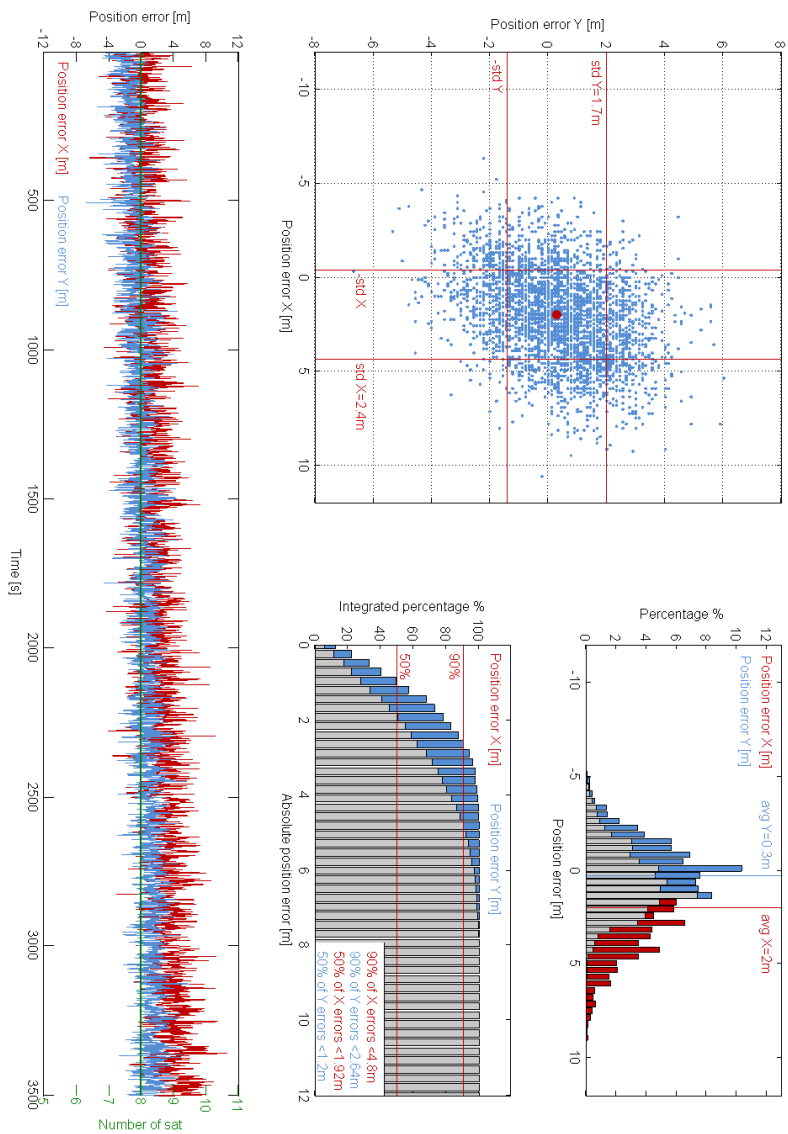 Position error Y [m]
8
6
4
2
0
-2
-4
-6
-8
-10
-5
0
5
10
Position error X [m]
std Y=1.7m
-std Y
-std X
std X=2.4m
Percentage %
12
10
8
6
4
2
0
-10
-5
0
5
10
Position error [m]
Position error X [m]
Position error Y [m]
avg Y=0.3m
avg X=2m
Integrated percentage %
100
80
60
40
20
0
0
2
4
6
8
10
12
Absolute position error [m]
Position error X [m]
Position error Y [m]
90%
50%
90% of X errors <4.8m
90% of Y errors <2.64m
50% of X errors <1.92m
50% of Y errors <1.2m
Position error [m]
12
8
4
0
-4
-8
-12
Position error X [m]
Position error Y [m]
500
1000
1500
2000
2500
3000
3500
Time [s]
11
10
9
8
7
6
5
Number of sat